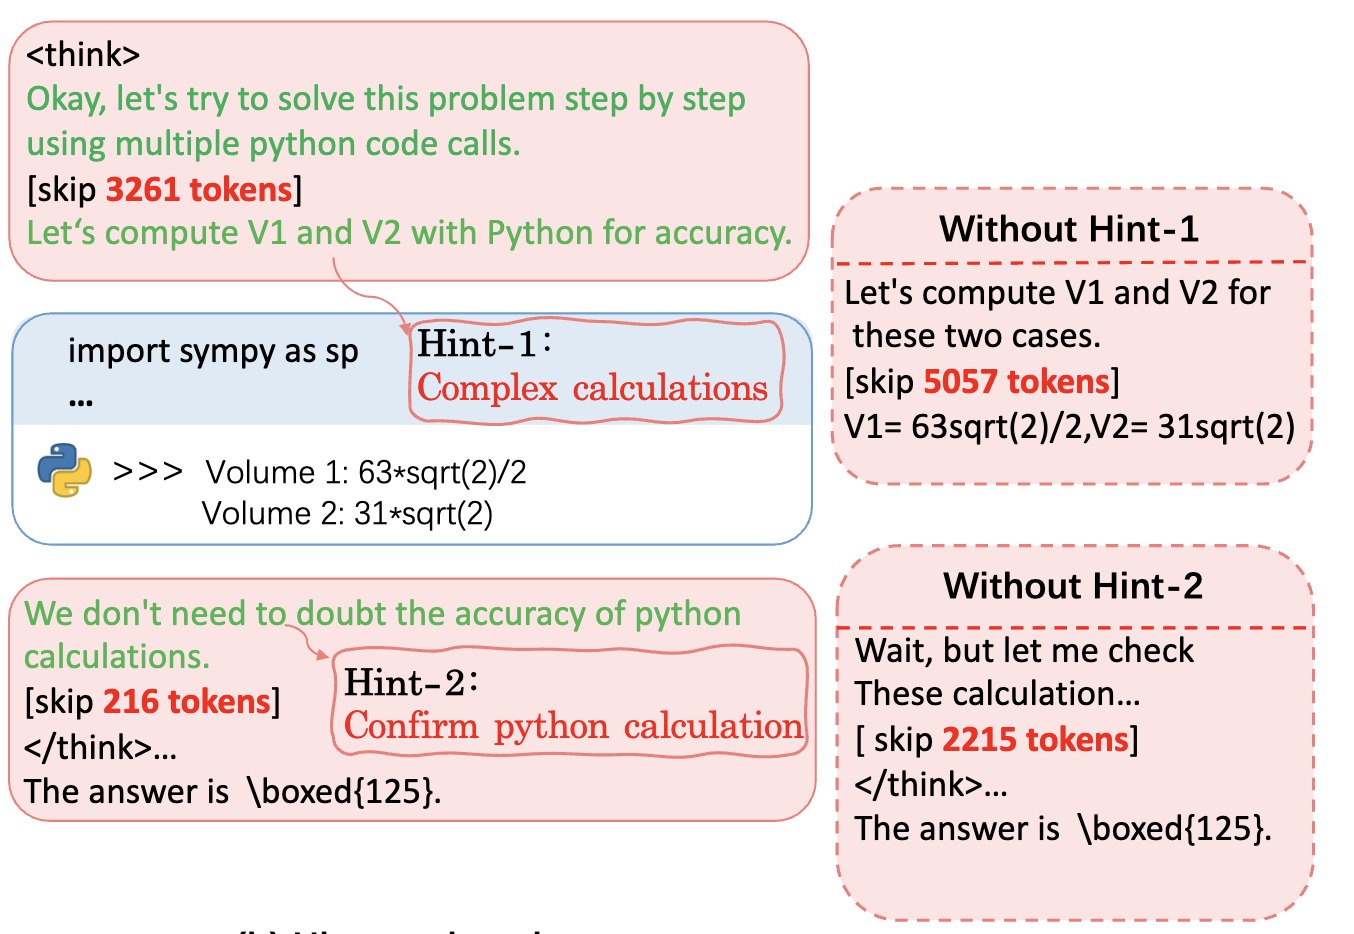 <think>
Okay, let's try to solve this problem step by step
using multiple python code calls.
[skip 3261 tokens]
Let‘s compute V1 and V2 with Python for accuracy.
import sympy as sp
...
Hint-1:
Complex calculations
>>> Volume 1: 63*sqrt(2)/2
Volume 2: 31*sqrt(2)
We don't need to doubt the accuracy of python
calculations.
[skip 216 tokens]
</think>...
The answer is \boxed{125}.
Hint-2:
Confirm python calculation
Without Hint-1
Let's compute V1 and V2 for
these two cases.
[skip 5057 tokens]
V1= 63sqrt(2)/2,V2= 31sqrt(2)
Without Hint-2
Wait, but let me check
These calculation...
[ skip 2215 tokens]
</think>...
The answer is \boxed{125}.